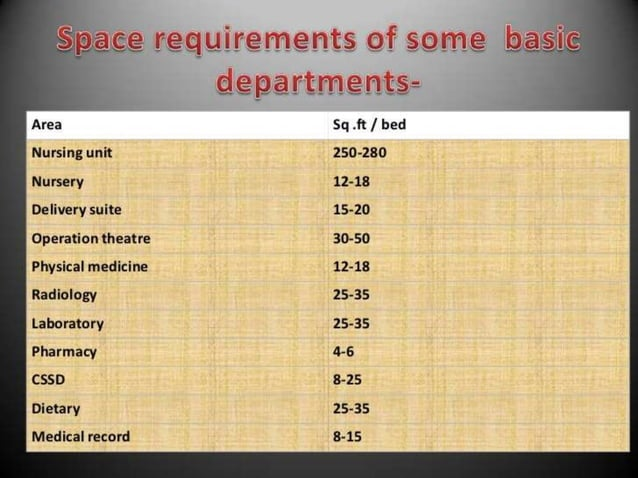 Space requirements of some basic
departments-
Area Sq .ft / bed
Nursing unit 250-280
Nursery 12-18
Delivery suite 15-20
Operation theatre 30-50
Physical medicine 12-18
Radiology 25-35
Laboratory 25-35
Pharmacy 4-6
CSSD 8-25
Dietary 25-35
Medical record 8-15